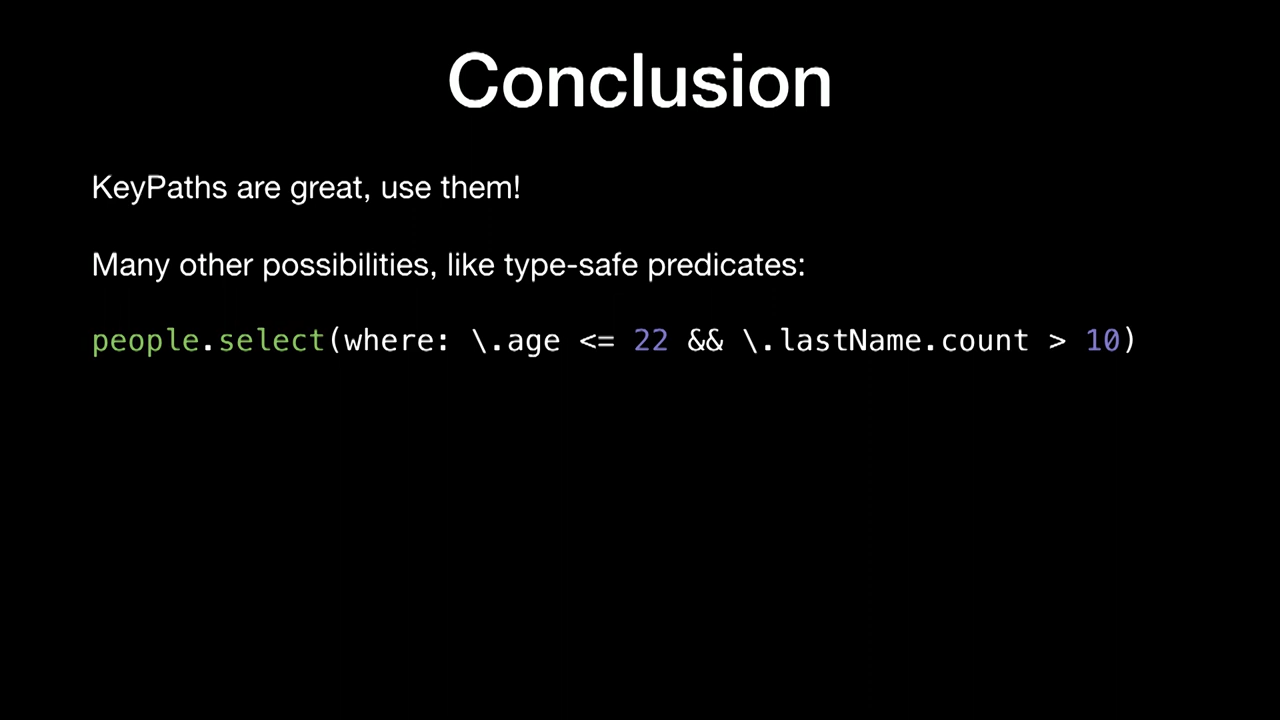 Conclusion
KeyPaths are great, use them!
Many other possibilities, like type-safe predicates:
people.select(where: \.age <= 22 && \.lastName.count > 10)